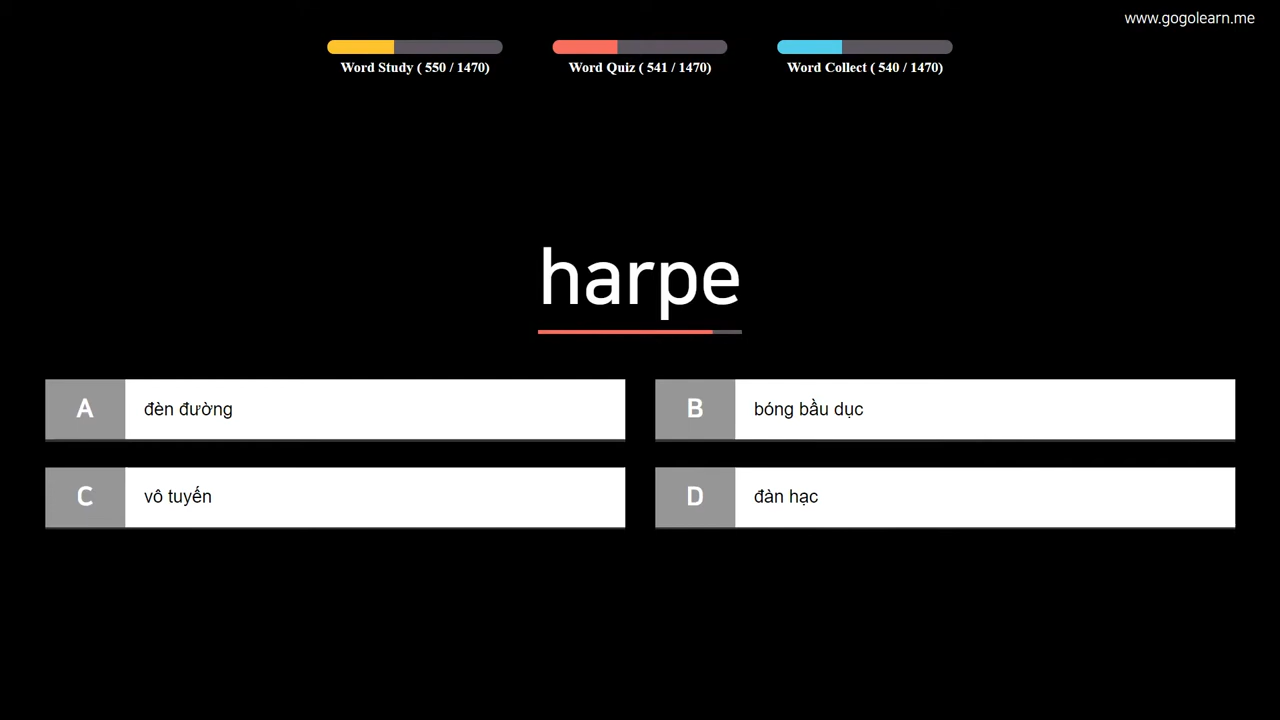 www.gogolearn.me
Word Study ( 550 / 1470)
Word Quiz ( 541 / 1470)
Word Collect ( 540 / 1470)
harpe
A đèn đường
B bóng bầu dục
C vô tuyến
D đàn hạc